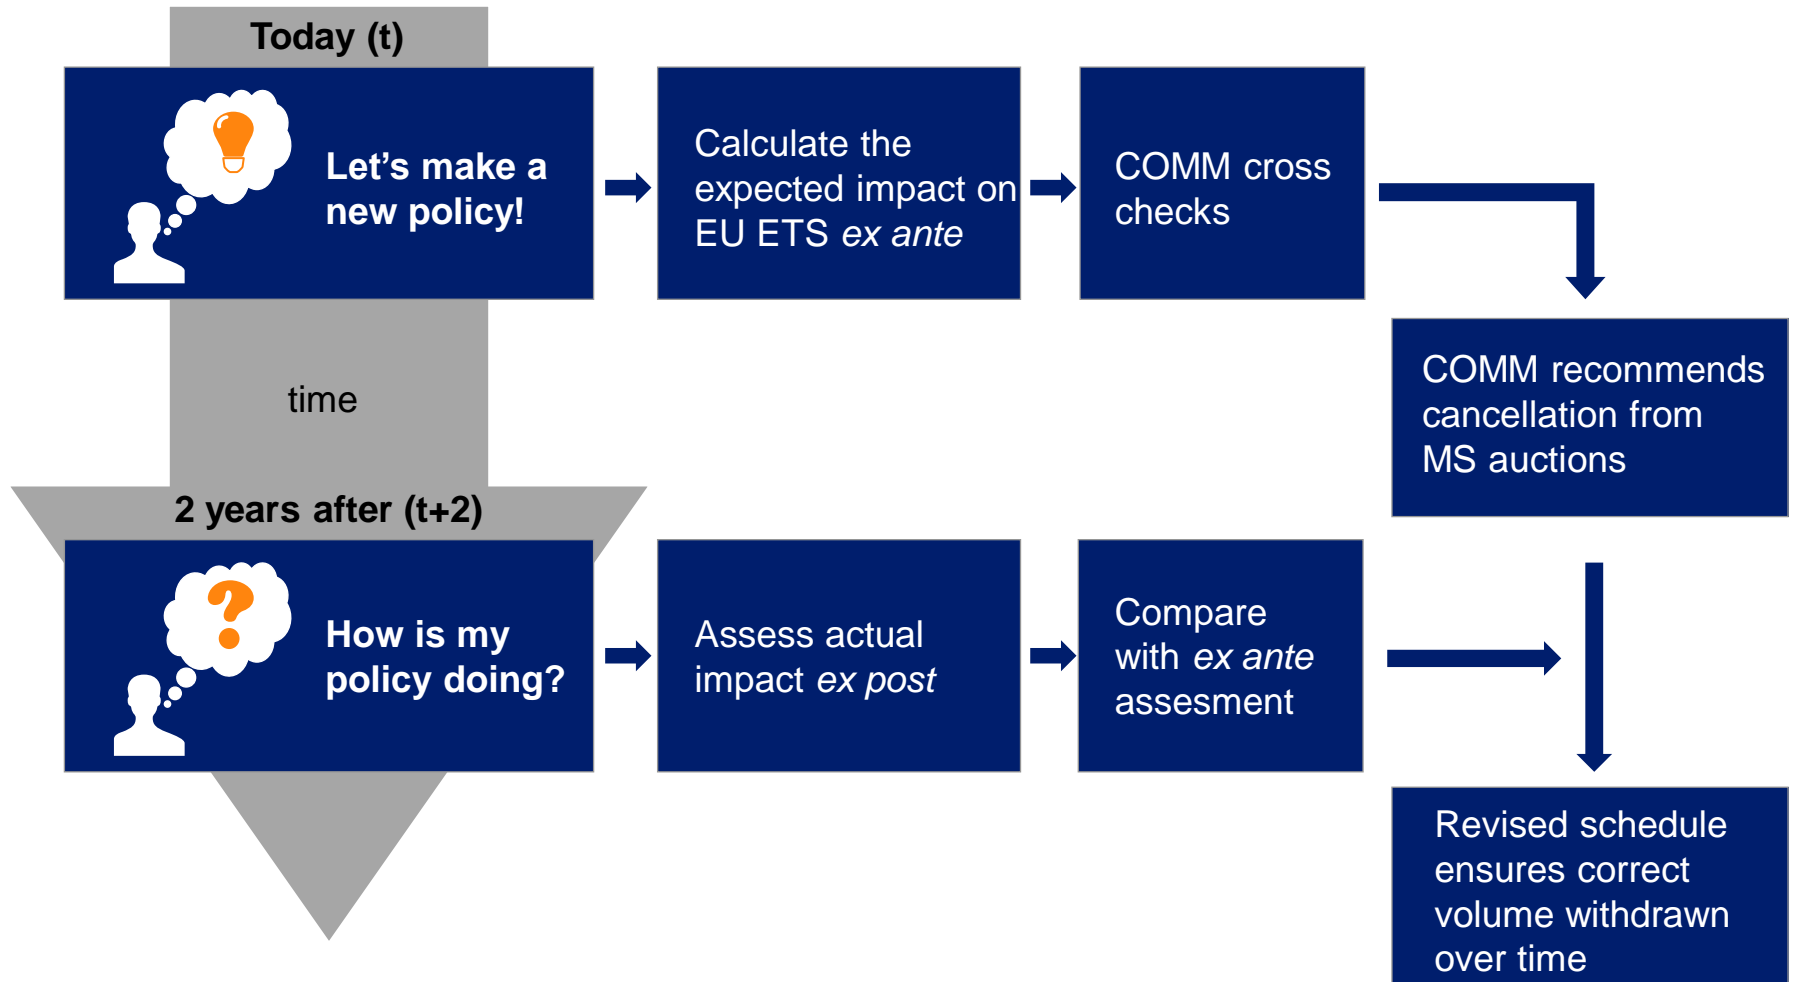 Today (t)
Let’s make a
new policy!
Calculate the
expected impact on
EU ETS ex ante
COMM cross
checks
COMM recommends
cancellation from
MS auctions
time
2 years after (t+2)
How is my
policy doing?
Assess actual
impact ex post
Compare
with ex ante
assesment
Revised schedule
ensures correct
volume withdrawn
over time